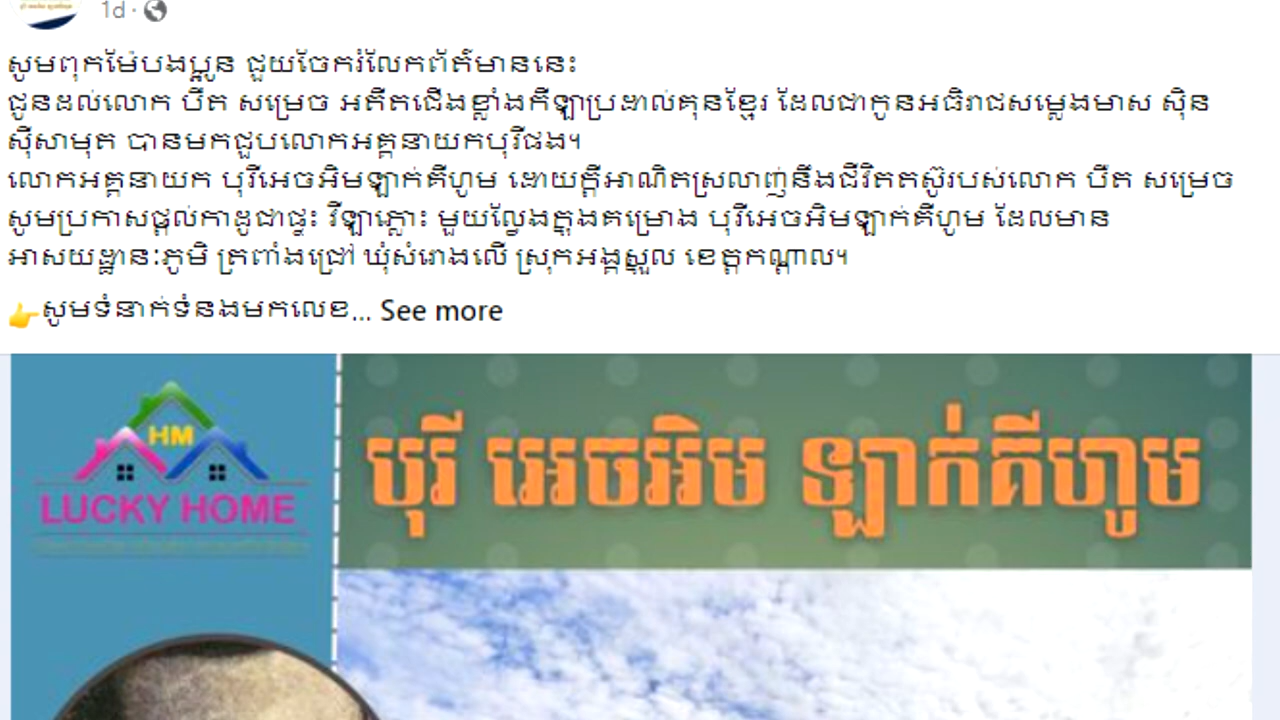 1d ·
សូមពុកម៉ែបងប្អូន ជួយចែករំលែកព័ត៌មាននេះ
ជូនដល់លោក ប៊ីត សម្រេច អតីតជើងខ្លាំងកីឡាប្រដាល់គុនខ្មែរ ដែលជាកូនអធិរាជសម្លេងមាស ស៊ិន
ស៊ីសាមុត បានមកជួបលោកអគ្គនាយកបុរីផង។
លោកអគ្គនាយក បុរីអេចអិមឡាក់គីហូម ដោយក្ដីអាណិតស្រលាញ់នឹងជីវិតតស៊ូរបស់លោក ប៊ីត សម្រេច
សូមប្រកាសផ្ដល់កាដូជាផ្ទះ វីឡាភ្លោះ មួយល្វែងក្នុងគម្រោង បុរីអេចអិមឡាក់គីហូម ដែលមាន
អាសយដ្ឋាន:ភូមិ ត្រពាំងជ្រៅ ឃុំសំរោងលើ ស្រុកអង្គស្នួល ខេត្តកណ្ដាល។
👉សូមទំនាក់ទំនងមកលេខ... See more
HM
LUCKY HOME
បុរី អេចអិម ឡាក់គីហូម